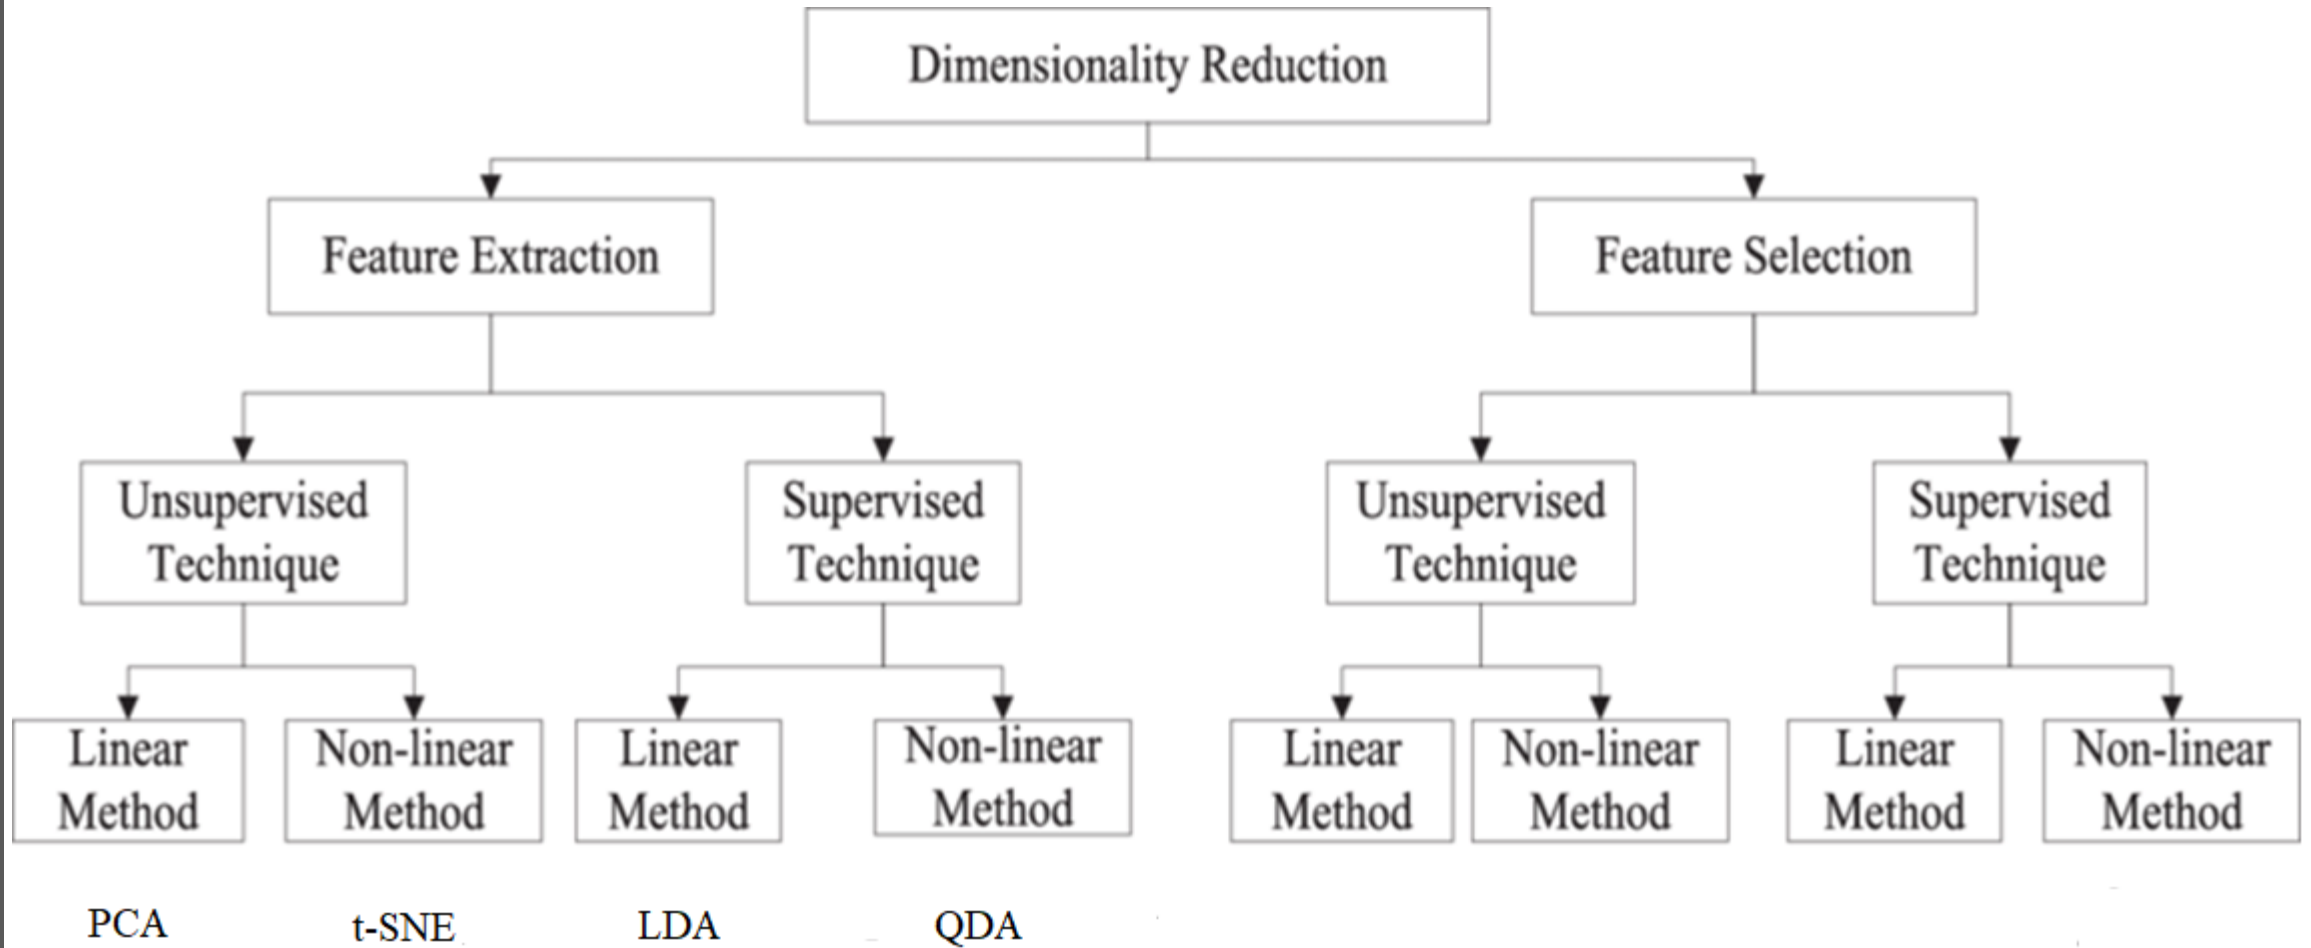 Dimensionality Reduction
Feature Extraction
Feature Selection
Unsupervised
Technique
Supervised
Technique
Unsupervised
Technique
Supervised
Technique
Linear
Method
Non-linear
Method
Linear
Method
Non-linear
Method
Linear
Method
Non-linear
Method
Linear
Method
Non-linear
Method
PCA
t-SNE
LDA
QDA